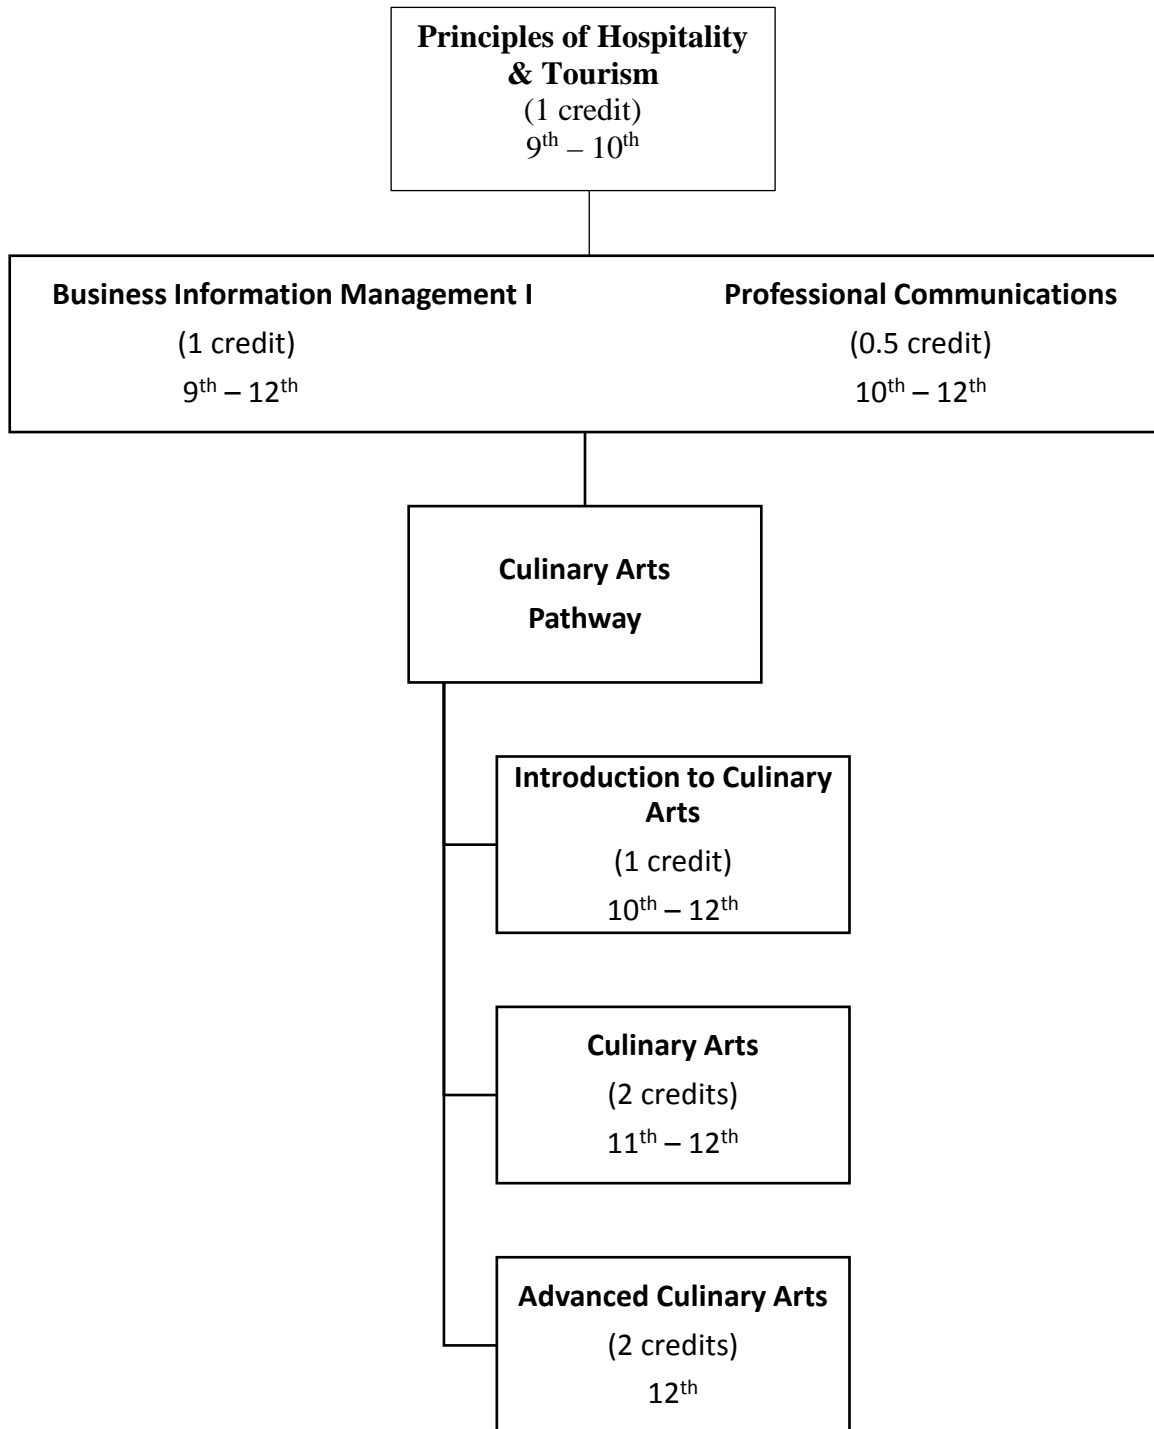 Principles of Hospitality
& Tourism
(1 credit)
9th – 10th
Business Information Management I
(1 credit)
9th – 12th
Professional Communications
(0.5 credit)
10th – 12th
Culinary Arts
Pathway
Introduction to Culinary
Arts
(1 credit)
10th – 12th
Culinary Arts
(2 credits)
11th – 12th
Advanced Culinary Arts
(2 credits)
12th